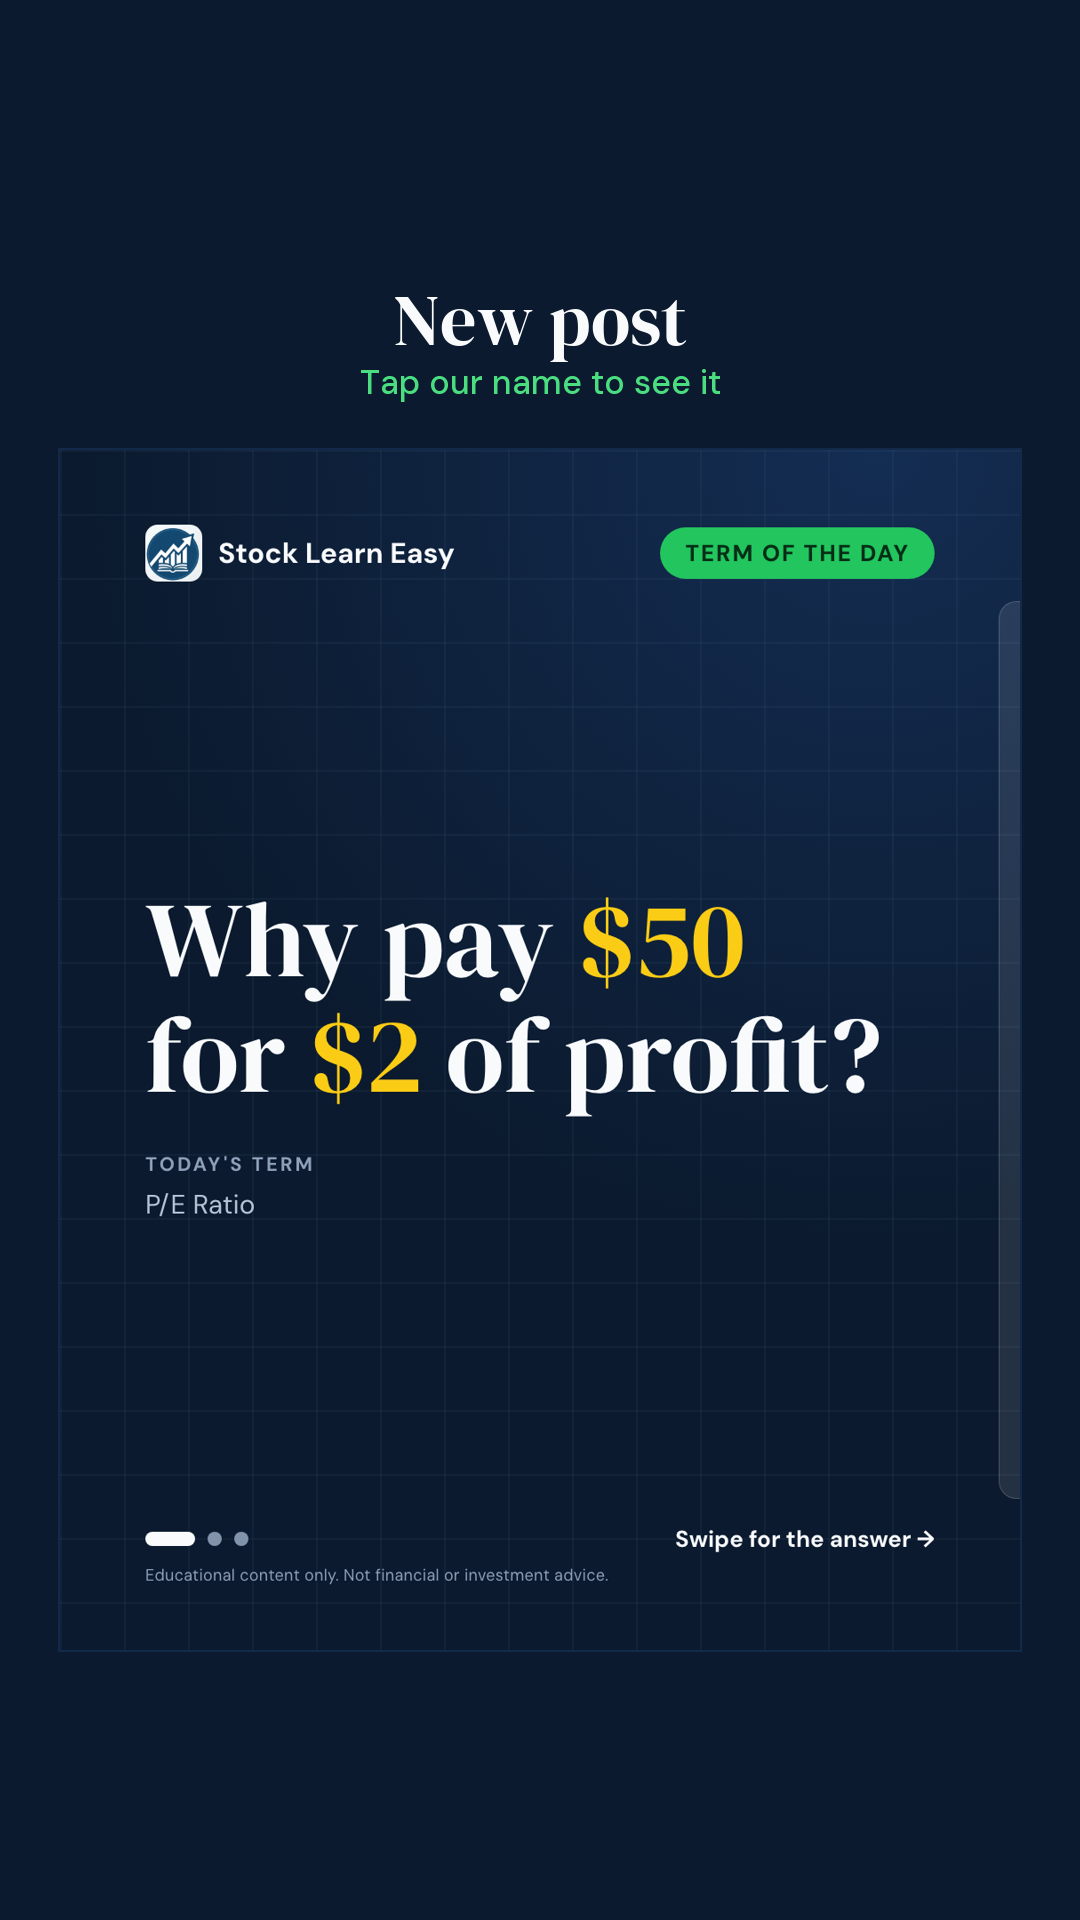 New post
Tap our name to see it
Stock Learn Easy
TERM OF THE DAY
Why pay $50
for $2 of profit?
TODAY'S TERM
P/E Ratio
Swipe for the answer →
Educational content only. Not financial or investment advice.